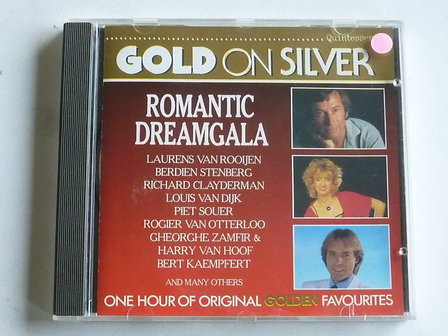 GOLD ON SILVER
ROMANTIC
DREAMGALA
LAURENS VAN ROOIJEN
BERDIEN STENBERG
RICHARD CLAYDERMAN
LOUIS VAN DIJK
PIET SOUER
ROGIER VAN OTTERLOO
GHEORGHE ZAMFIR &
HARRY VAN HOOF
BERT KAEMPFERT
AND MANY OTHERS
ONE HOUR OF ORIGINAL GOLDEN FAVOURITES